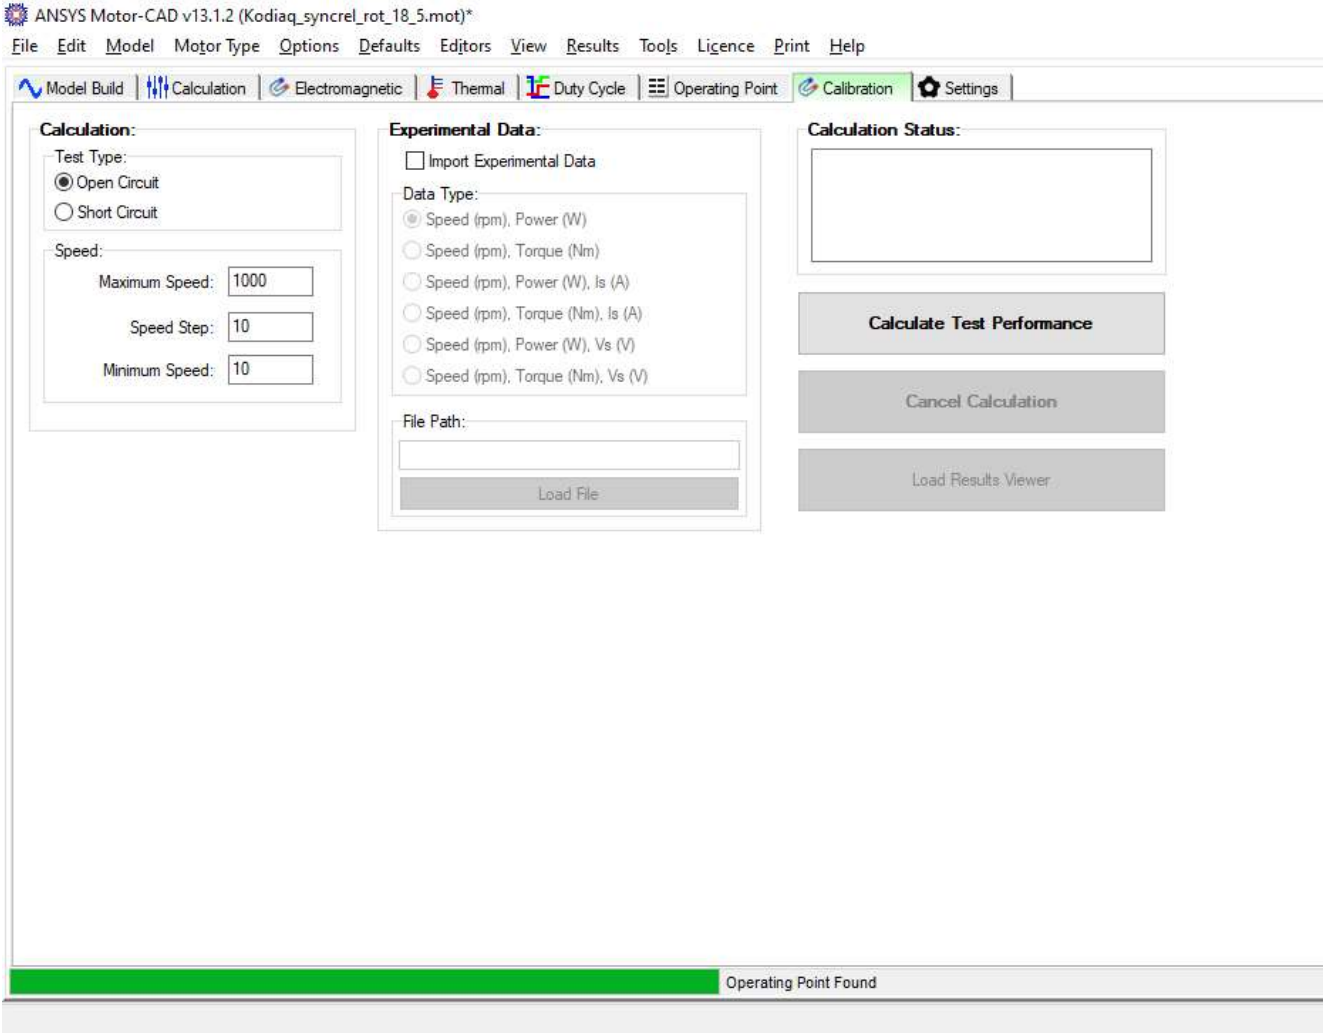 ANSYS Motor-CAD v13.1.2 (Kodiaq_syncrel_rot_18_5.mot)*
File Edit Model Motor Type Options Defaults Editors View Results Tools Licence Print Help
Model Build Calculation Electromagnetic Thermal Duty Cycle Operating Point Calibration Settings
Calculation:
Test Type:
Open Circuit
Short Circuit
Speed:
Maximum Speed: 1000
Speed Step: 10
Minimum Speed: 10
Experimental Data:
Import Experimental Data
Data Type:
Speed (rpm), Power (W)
Speed (rpm), Torque (Nm)
Speed (rpm), Power (W), Is (A)
Speed (rpm), Torque (Nm), Is (A)
Speed (rpm), Power (W), Vs (V)
Speed (rpm), Torque (Nm), Vs (V)
File Path:
Load File
Calculation Status:
Calculate Test Performance
Cancel Calculation
Load Results Viewer
Operating Point Found